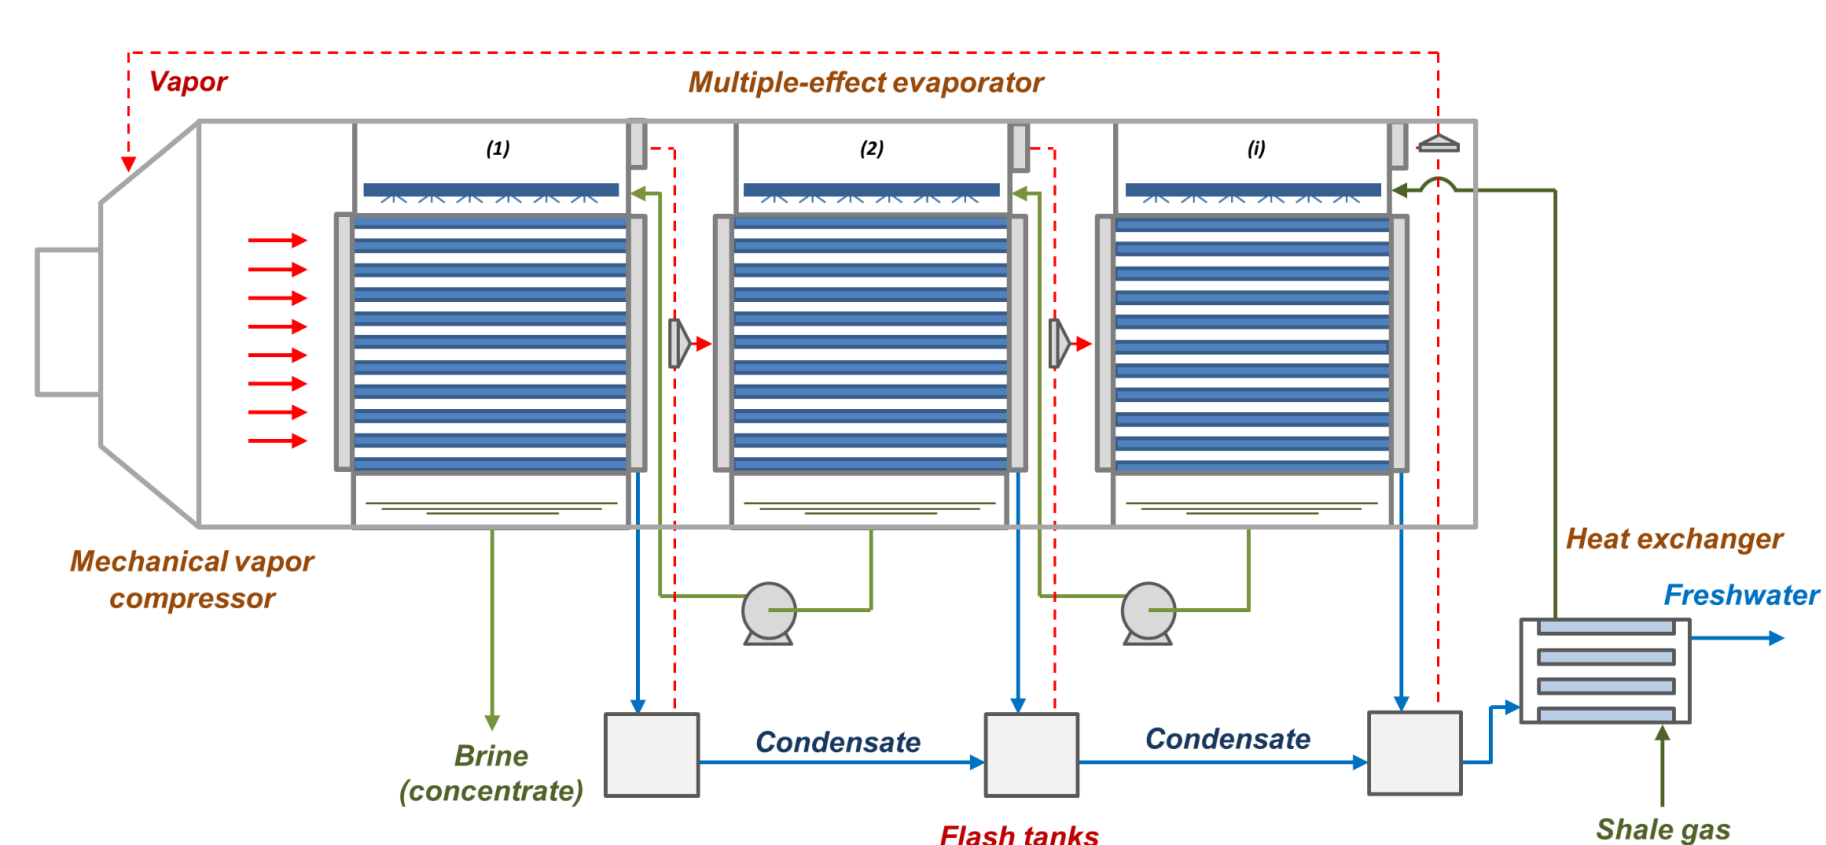 Vapor
Multiple-effect evaporator
(1)
(2)
(i)
Mechanical vapor
compressor
Heat exchanger
Freshwater
Brine
(concentrate)
Condensate
Condensate
Flash tanks
Shale gas